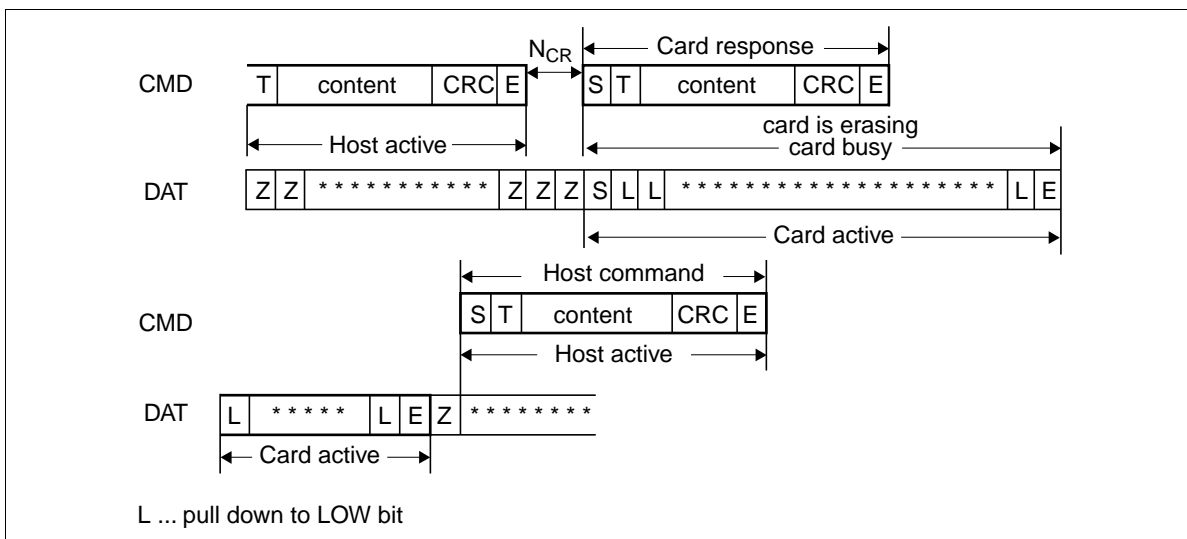 N_CR Card response
CMD T content CRC E S T content CRC E
Host active card is erasing
card busy
DAT Z Z * * * * * * * * * * * Z Z Z S L L * * * * * * * * * * * * * * * * * * * * L E
Card active
Host command
CMD S T content CRC E
Host active
DAT L * * * * * L E Z * * * * * * * *
Card active
L ... pull down to LOW bit